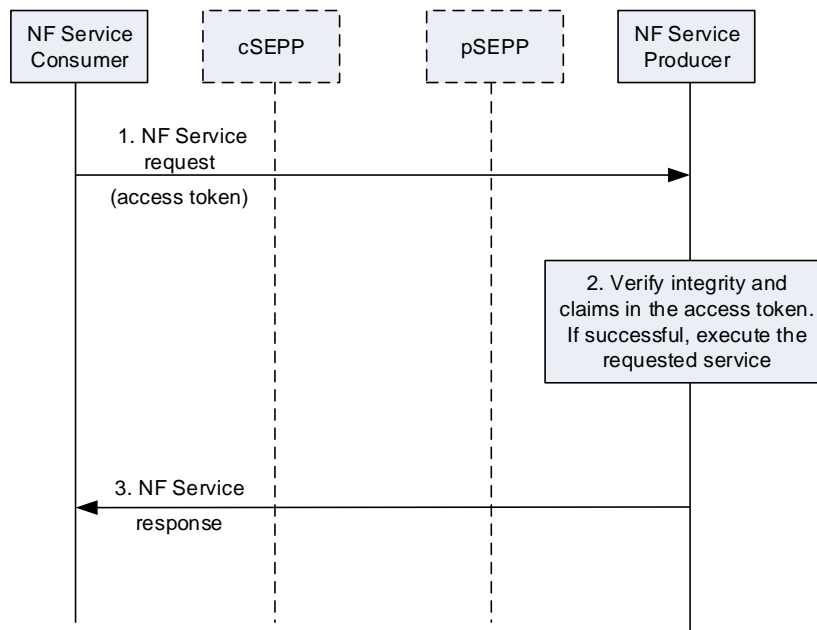 NF Service
Consumer
cSEPP
pSEPP
NF Service
Producer
1. NF Service
request
(access token)
2. Verify integrity and
claims in the access token.
If successful, execute the
requested service
3. NF Service
response